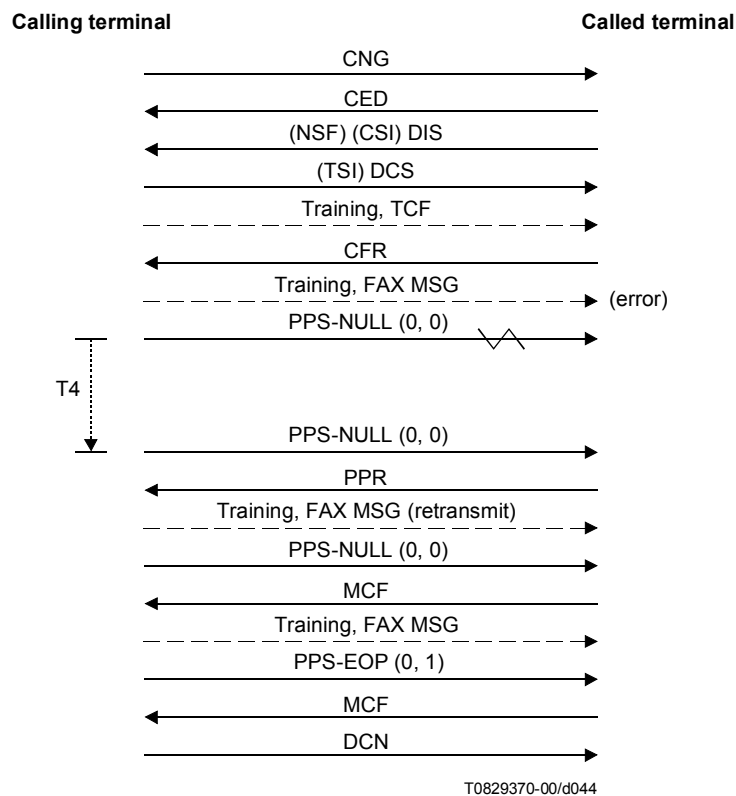 Calling terminal
Called terminal
CNG
CED
(NSF) (CSI) DIS
(TSI) DCS
Training, TCF
CFR
Training, FAX MSG
(error)
PPS-NULL (0, 0)
T4
PPS-NULL (0, 0)
PPR
Training, FAX MSG (retransmit)
PPS-NULL (0, 0)
MCF
Training, FAX MSG
PPS-EOP (0, 1)
MCF
DCN
T0829370-00/d044